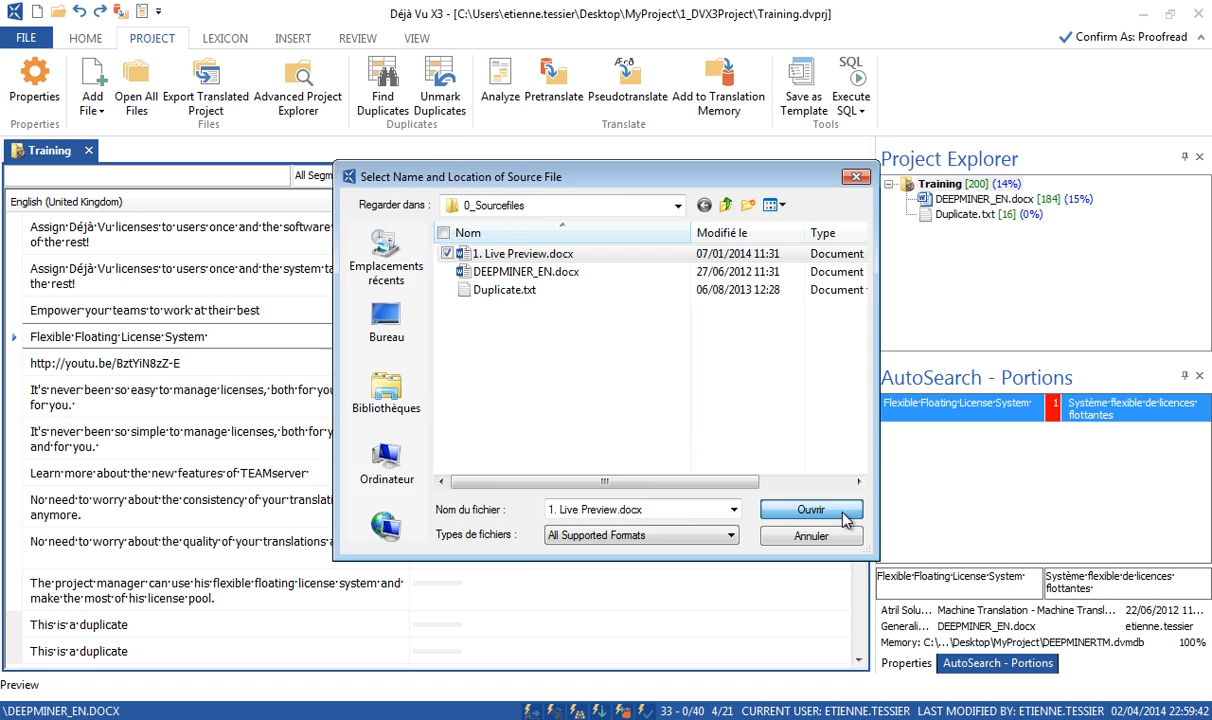 Déjà Vu X3 - [C:\Users\etienne.tessier\Desktop\MyProject\1_DVX3Project\Training.dvprj]
FILE HOME PROJECT LEXICON INSERT REVIEW VIEW
Confirm As: Proofread
Properties
Add File
Open All Files
Export Translated Project
Advanced Project Explorer
Find Duplicates
Unmark Duplicates
Analyze
Pretranslate
Pseudotranslate
Add to Translation Memory
Save as Template
SQL
Execute SQL
Properties
Files
Duplicates
Translate
Tools
Training
All Segm
English (United Kingdom)
Assign·Déjà·Vu·licenses·to·users·once·and·the·software
of·the·rest!
Assign·Déjà·Vu·licenses·to·users·once·and·the·system·ta
the·rest!
Empower·your·teams·to·work·at·their·best
Flexible·Floating·License·System·
http://youtu.be/BztYiN8zZ-E
It's·never·been·so·easy·to·manage·licenses,·both·for·you
for·you.·
It's·never·been·so·simple·to·manage·licenses,·both·for·y
and·for·you.·
Learn·more·about·the·new·features·of·TEAMserver
No·need·to·worry·about·the·consistency·of·your·translati
anymore.
No·need·to·worry·about·the·quality·of·your·translations·a
The·project·manager·can·use·his·flexible·floating·license·system·and·
make·the·most·of·his·license·pool.
This·is·a·duplicate
This·is·a·duplicate
Preview
Select Name and Location of Source File
Regarder dans :
0_Sourcefiles
Nom Modifié le Type
1. Live Preview.docx 07/01/2014 11:31 Document
DEEPMINER_EN.docx 27/06/2012 11:31 Document
Duplicate.txt 06/08/2013 12:28 Document
Emplacements récents
Bureau
Bibliothèques
Ordinateur
Nom du fichier : 1. Live Preview.docx Ouvrir
Types de fichiers : All Supported Formats Annuler
Project Explorer
Training [200] (14%)
DEEPMINER_EN.docx [184] (15%)
Duplicate.txt [16] (0%)
AutoSearch - Portions
Flexible·Floating·License·System· 1 Système·flexible·de·licences·
flottantes
Flexible·Floating·License·System· Système·flexible·de·licences·
flottantes·
Atril Solu... Machine Translation - Machine Transl... 22/06/2012 11...
Generali... DEEPMINER_EN.docx etienne.tessier
Memory: C:\...\Desktop\MyProject\DEEPMINERTM.dvmdb 100%
Properties AutoSearch - Portions
\DEEPMINER_EN.DOCX
33 - 0/40 4/21 CURRENT USER: ETIENNE.TESSIER LAST MODIFIED BY: ETIENNE.TESSIER 02/04/2014 22:59:42